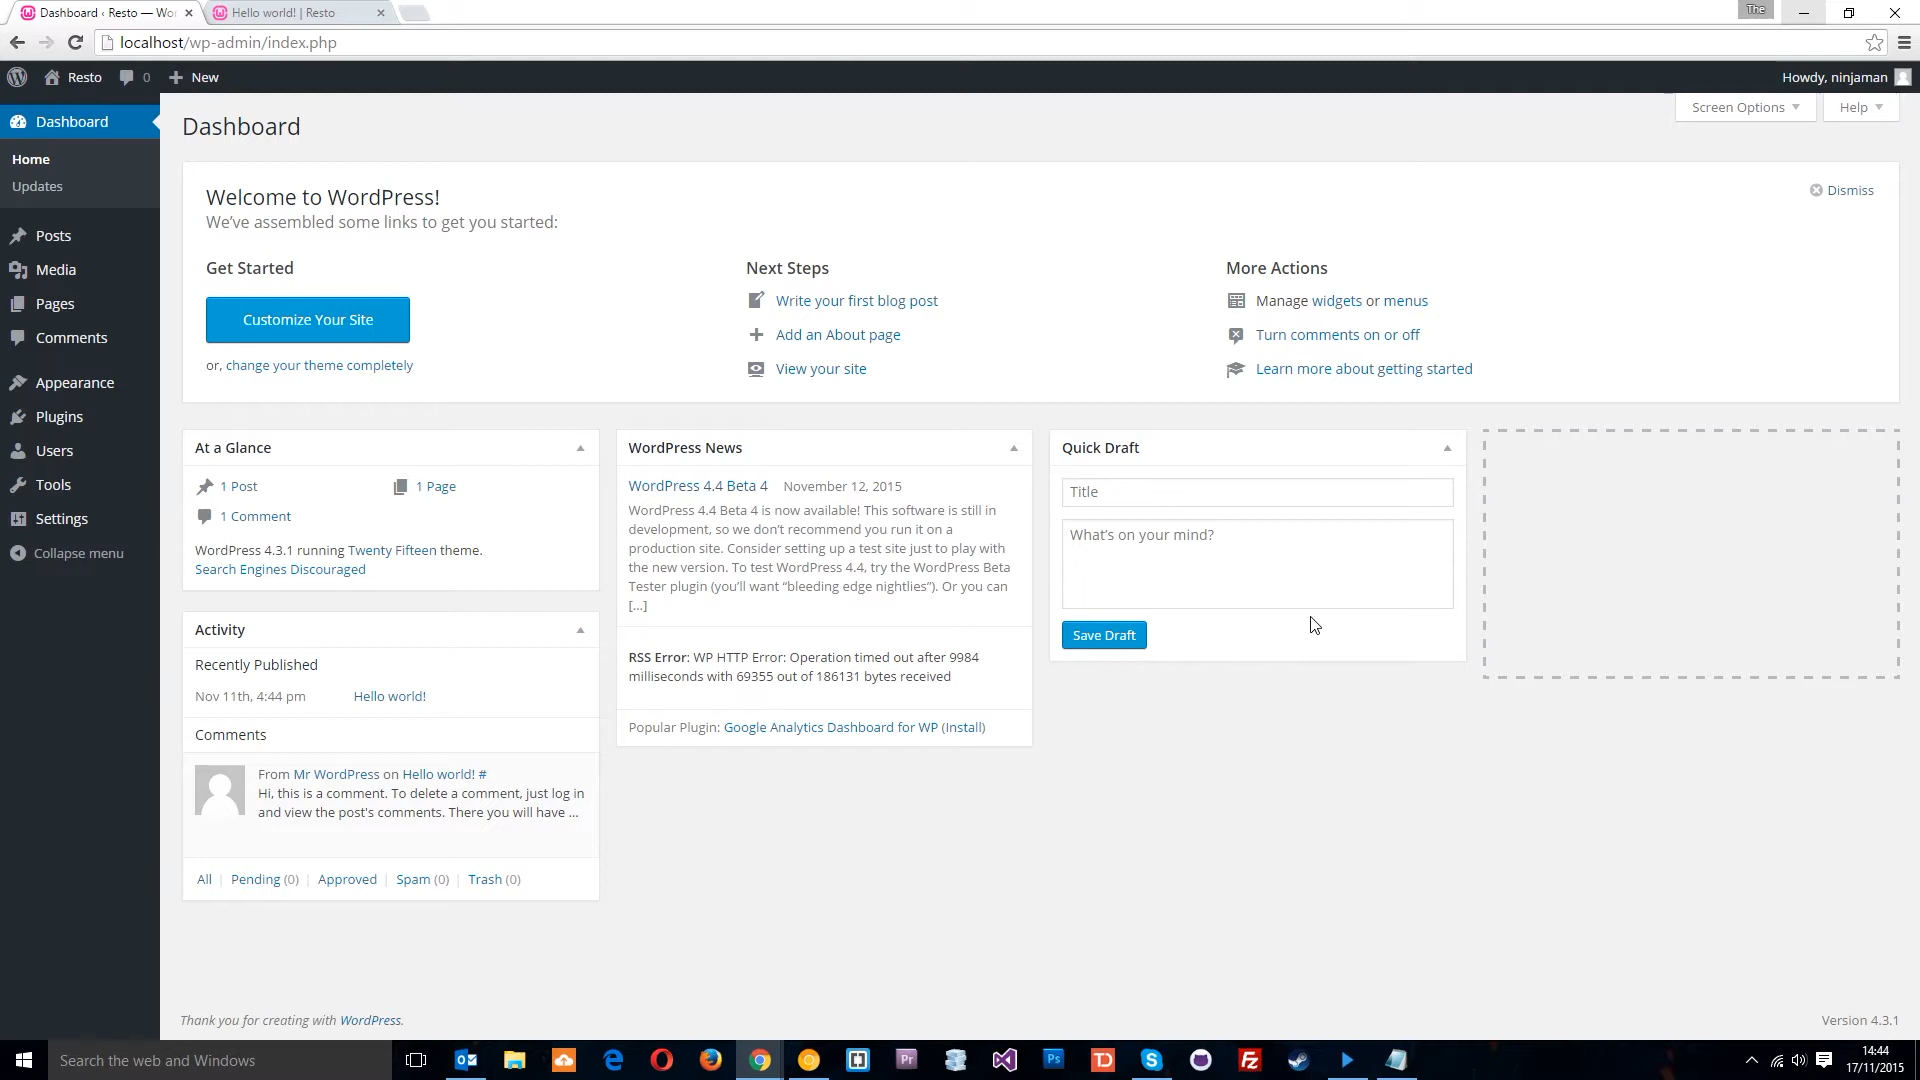 Dashboard ‹ Resto — Wor
Hello world! | Resto
The
localhost/wp-admin/index.php
Resto
0
New
Howdy, ninjaman
Dashboard
Home
Updates
Posts
Media
Pages
Comments
Appearance
Plugins
Users
Tools
Settings
Collapse menu
Screen Options
Help
Dashboard
Welcome to WordPress!
We’ve assembled some links to get you started:
Dismiss
Get Started
Customize Your Site
or, change your theme completely
Next Steps
Write your first blog post
Add an About page
View your site
More Actions
Manage widgets or menus
Turn comments on or off
Learn more about getting started
At a Glance
1 Post
1 Page
1 Comment
WordPress 4.3.1 running Twenty Fifteen theme.
Search Engines Discouraged
Activity
Recently Published
Nov 11th, 4:44 pm
Hello world!
Comments
From Mr WordPress on Hello world! #
Hi, this is a comment. To delete a comment, just log in
and view the post's comments. There you will have ...
All | Pending (0) | Approved | Spam (0) | Trash (0)
WordPress News
WordPress 4.4 Beta 4 November 12, 2015
WordPress 4.4 Beta 4 is now available! This software is still in
development, so we don’t recommend you run it on a
production site. Consider setting up a test site just to play with
the new version. To test WordPress 4.4, try the WordPress Beta
Tester plugin (you’ll want “bleeding edge nightlies”). Or you can
[…]
RSS Error: WP HTTP Error: Operation timed out after 9984
milliseconds with 69355 out of 186131 bytes received
Popular Plugin: Google Analytics Dashboard for WP (Install)
Quick Draft
Title
What’s on your mind?
Save Draft
Thank you for creating with WordPress.
Version 4.3.1
Search the web and Windows
Pr
Ps
TD
Fz
14:44
17/11/2015